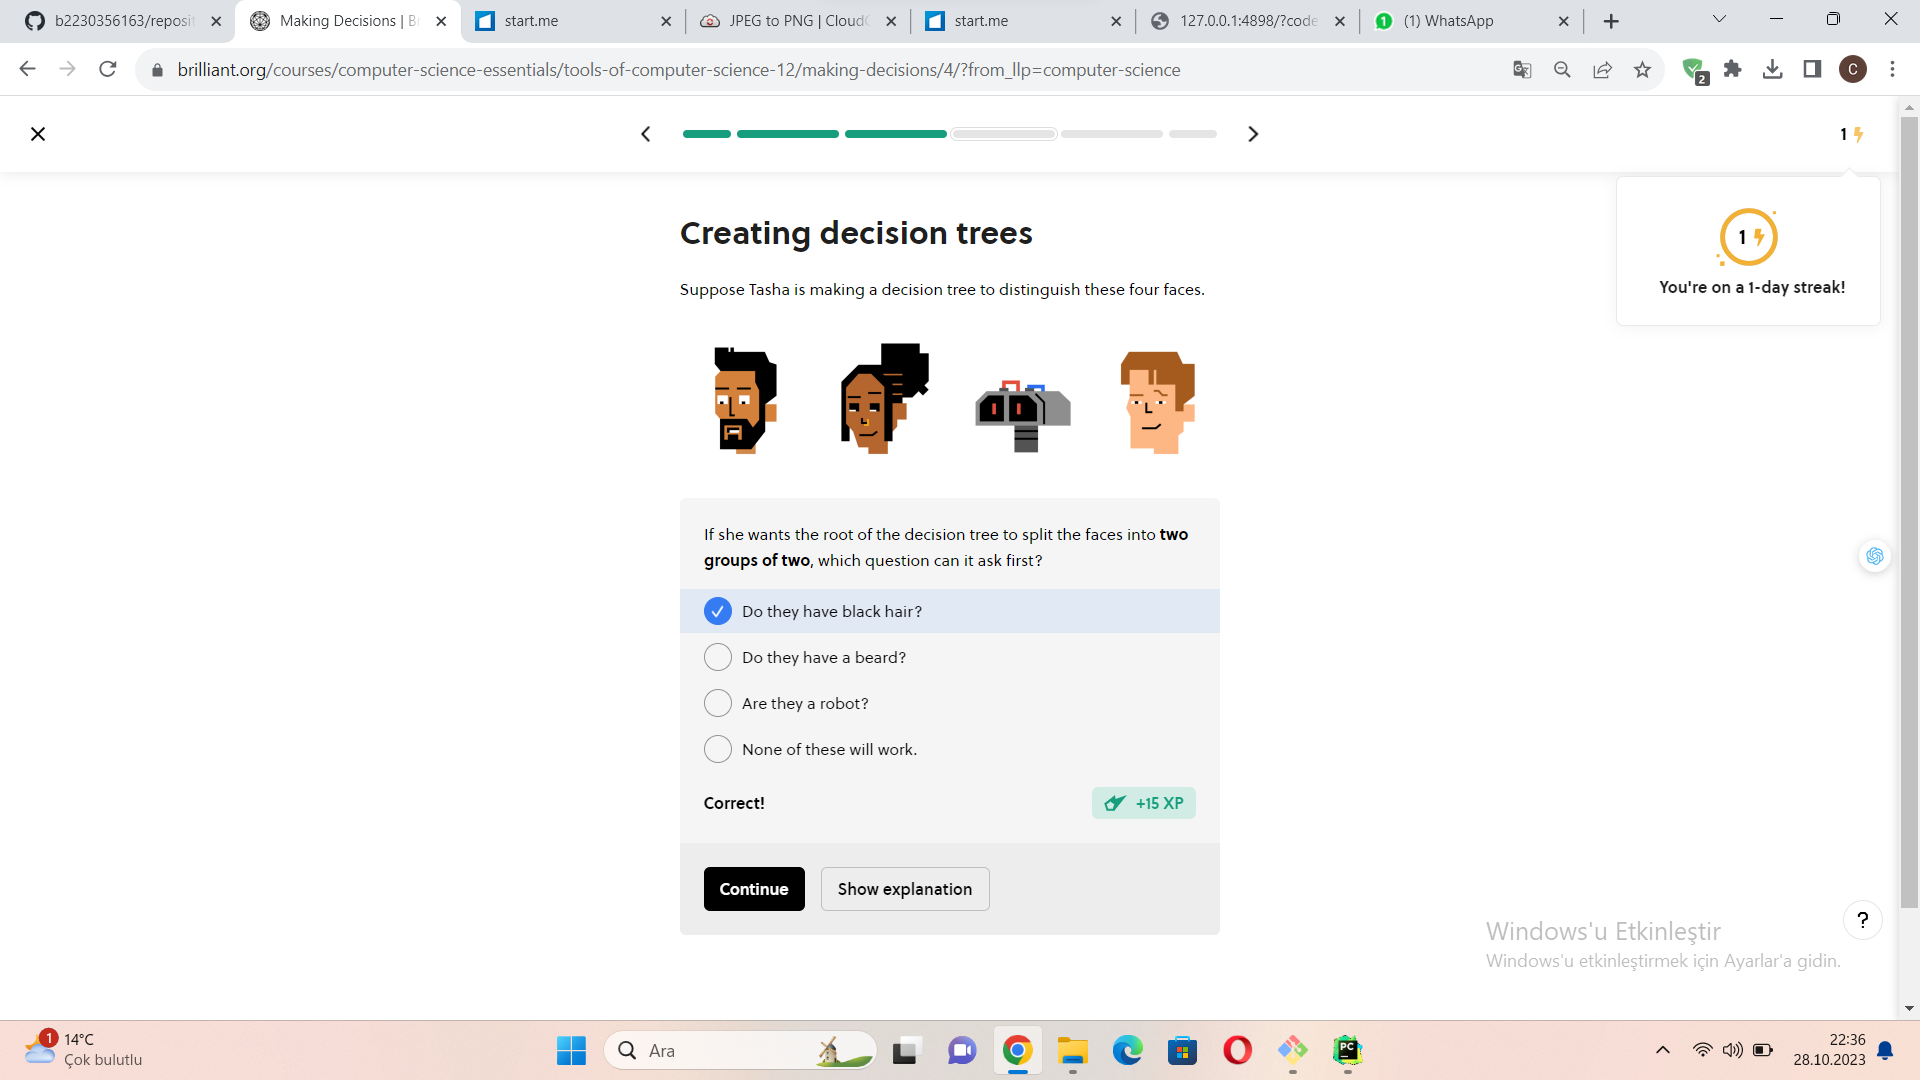 b2230356163/reposit
Making Decisions | B
start.me
JPEG to PNG | Cloud
start.me
127.0.0.1:4898/?code
(1) WhatsApp
brilliant.org/courses/computer-science-essentials/tools-of-computer-science-12/making-decisions/4/?from_llp=computer-science
2
C
1
1
You're on a 1-day streak!
Creating decision trees
Suppose Tasha is making a decision tree to distinguish these four faces.
If she wants the root of the decision tree to split the faces into two
groups of two, which question can it ask first?
Do they have black hair?
Do they have a beard?
Are they a robot?
None of these will work.
Correct!
+15 XP
Continue
Show explanation
?
Windows'u Etkinleştir
Windows'u etkinleştirmek için Ayarlar'a gidin.
1
14°C
Çok bulutlu
Ara
PC
22:36
28.10.2023